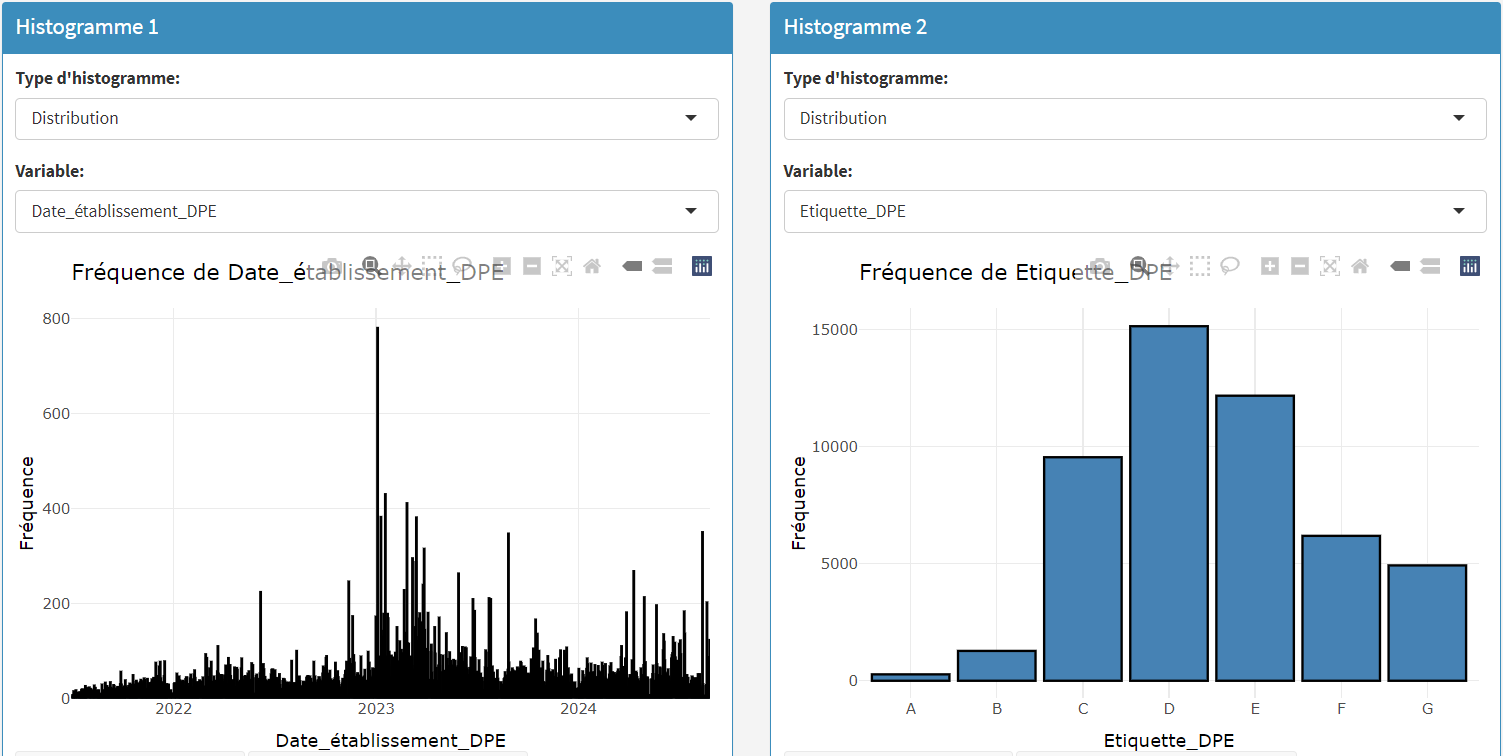 Histogramme 1
Type d'histogramme:
Distribution
Variable:
Date_établissement_DPE
Fréquence de Date_établissement_DPE
800
600
400
200
0
Fréquence
2022 2023 2024
Date_établissement_DPE
Histogramme 2
Type d'histogramme:
Distribution
Variable:
Etiquette_DPE
Fréquence de Etiquette_DPE
15000
10000
5000
0
Fréquence
A B C D E F G
Etiquette_DPE